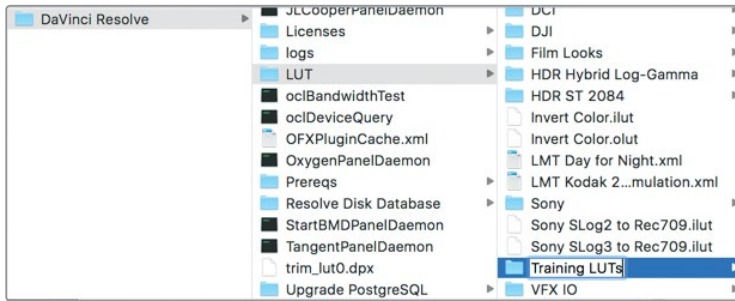 DaVinci Resolve
JLCooperPanelDaemon
Licenses
logs
LUT
oclBandwidthTest
oclDeviceQuery
OFXPluginCache.xml
OxygenPanelDaemon
Prereqs
Resolve Disk Database
StartBMDPanelDaemon
TangentPanelDaemon
trim_lut0.dpx
Upgrade PostgreSQL
DCI
DJI
Film Looks
HDR Hybrid Log-Gamma
HDR ST 2084
Invert Color.ilut
Invert Color.olut
LMT Day for Night.xml
LMT Kodak 2...mulation.xml
Sony
Sony SLog2 to Rec709.ilut
Sony SLog3 to Rec709.ilut
Training LUTs
VFX IO